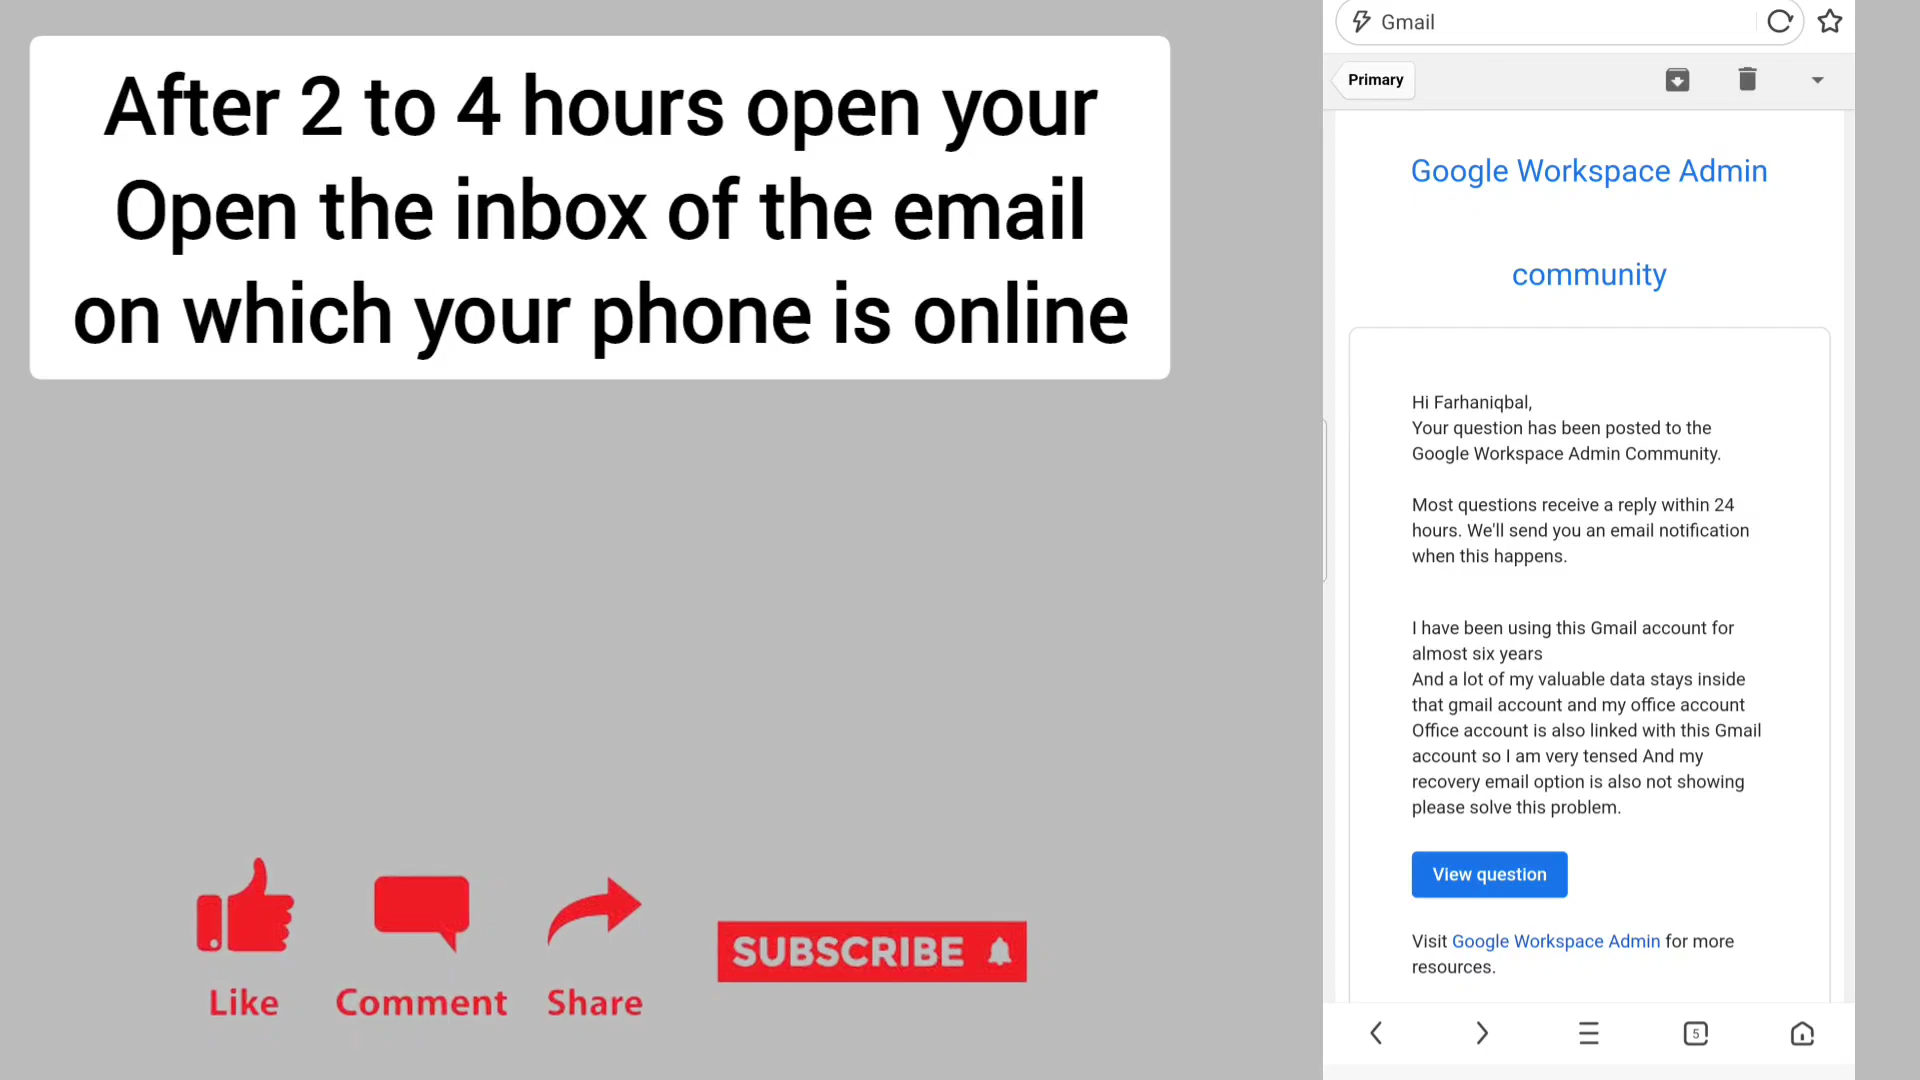 After 2 to 4 hours open your
Open the inbox of the email
on which your phone is online
Like
Comment
Share
SUBSCRIBE
Gmail
Primary
Google Workspace Admin
community
Hi Farhaniqbal,
Your question has been posted to the
Google Workspace Admin Community.
Most questions receive a reply within 24
hours. We'll send you an email notification
when this happens.
I have been using this Gmail account for
almost six years
And a lot of my valuable data stays inside
that gmail account and my office account
Office account is also linked with this Gmail
account so I am very tensed And my
recovery email option is also not showing
please solve this problem.
View question
Visit Google Workspace Admin for more
resources.
5